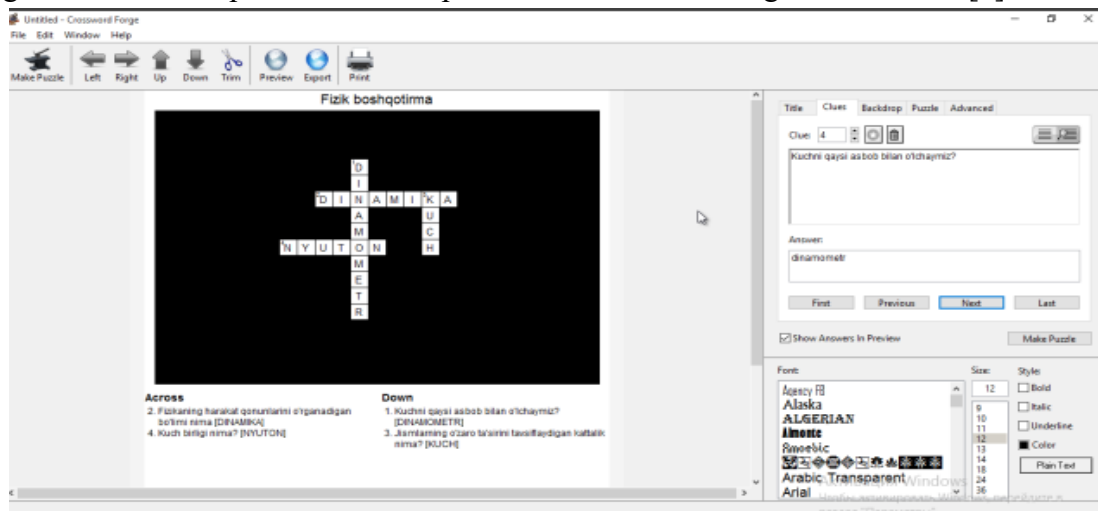 Untitled - Crossword Forge
File Edit Window Help
Make Puzzle Left Right Up Down Trim Preview Export Print
Fizik boshqotirma
D
I
D I N A M I K A
A U
M C
N Y U T O N H
M
E
T
R
Across
2. Fizikaning harakat qonunlarini o'rganadigan
bo'limi nima [DINAMIKA]
4. Kuch birligi nima? [NYUTON]
Down
1. Kuchni qaysi asbob bilan o'lchaymiz?
[DINAMOMETR]
3. Jismlarning o'zaro ta'sirini tavsiflaydigan kattalik
nima? [KUCH]
Title Clues Backdrop Puzzle Advanced
Clue: 4
Kuchni qaysi asbob bilan o'lchaymiz?
Answer:
dinamometr
First Previous Next Last
Show Answers In Preview Make Puzzle
Font: Size: Style:
Agency FB 12 Bold
Alaska 9 Italic
ALGERIAN 10
Almonte 11 Underline
Amoebic 12
13 Color
14
Arabic Transparent 18 Plain Text
24
Arial 36
Windows